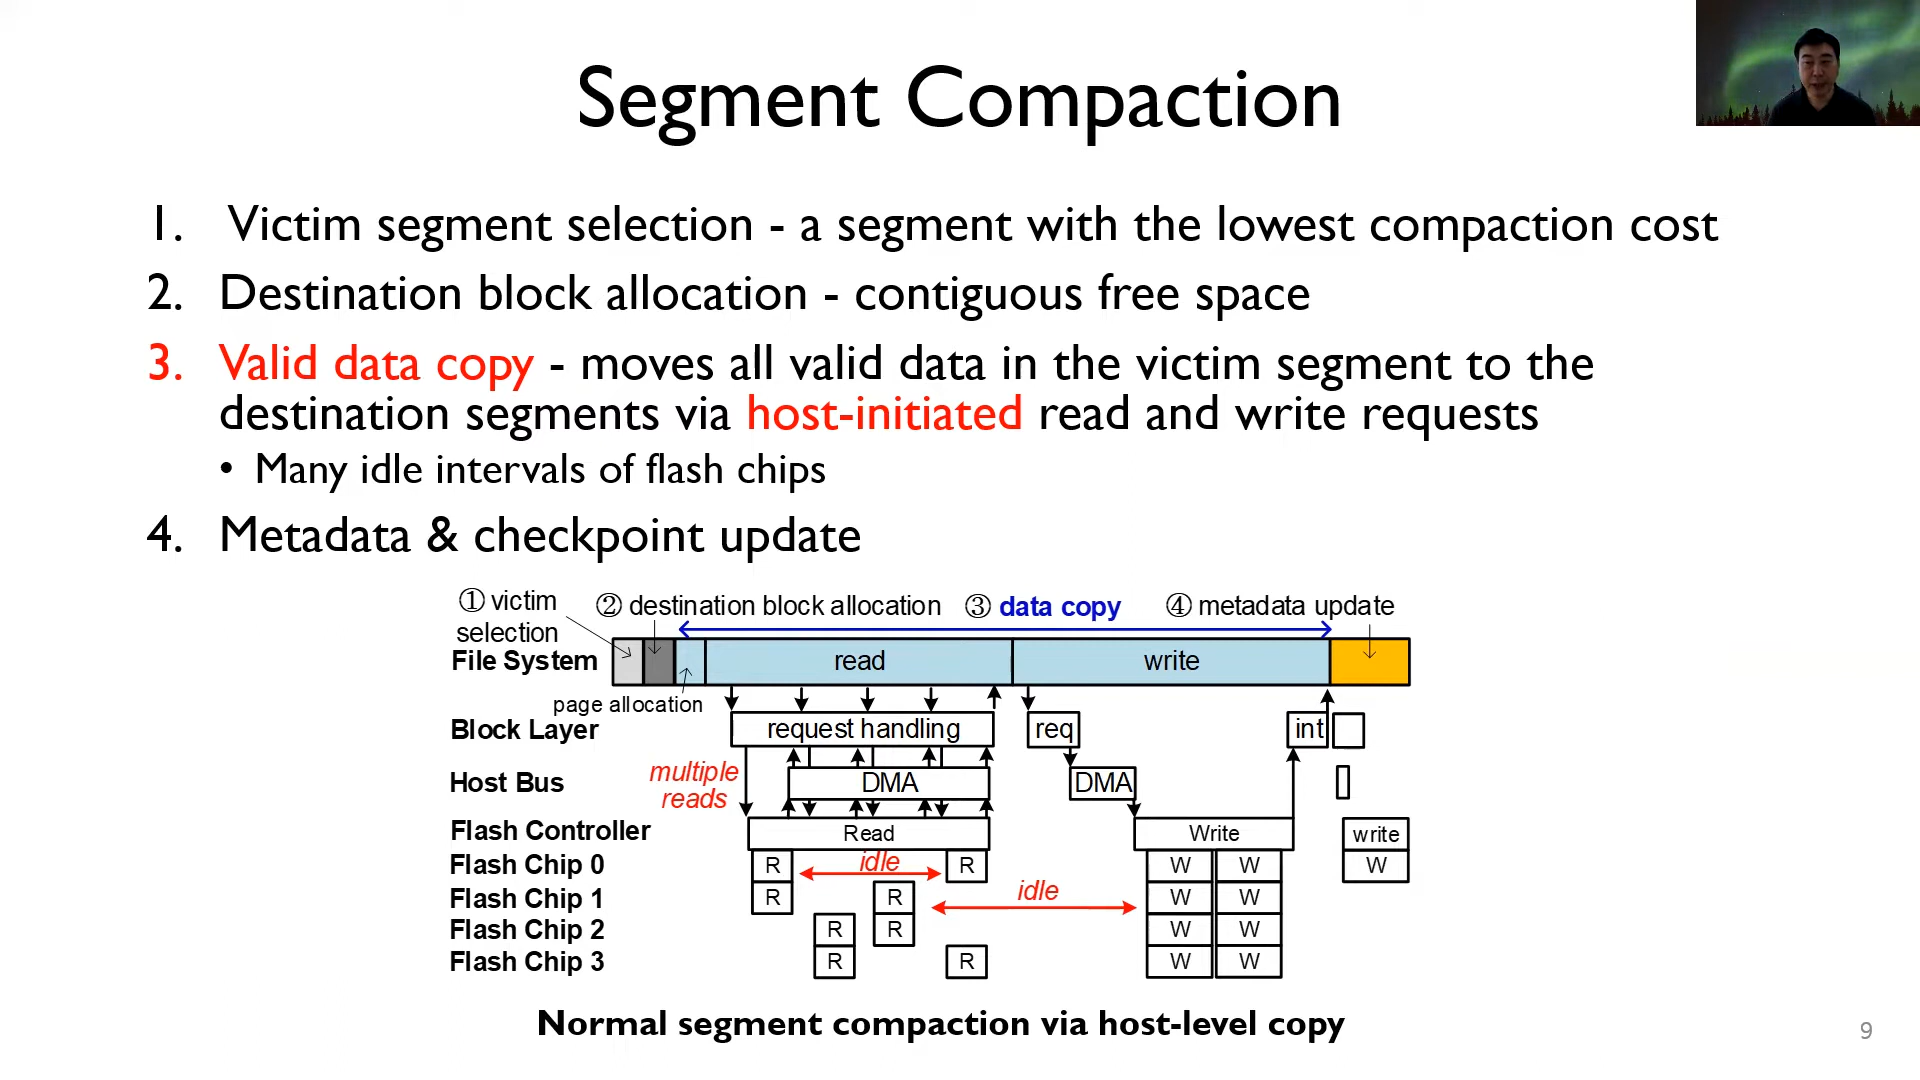 Segment Compaction
1. Victim segment selection - a segment with the lowest compaction cost
2. Destination block allocation - contiguous free space
3. Valid data copy - moves all valid data in the victim segment to the
destination segments via host-initiated read and write requests
• Many idle intervals of flash chips
4. Metadata & checkpoint update
① victim
selection
② destination block allocation
③ data copy
④ metadata update
File System
read
write
page allocation
Block Layer
request handling
req
int
multiple
reads
Host Bus
DMA
DMA
Flash Controller
Read
Write
write
Flash Chip 0
R
idle
R
W
W
W
Flash Chip 1
R
R
idle
W
W
Flash Chip 2
R
R
W
W
Flash Chip 3
R
R
W
W
Normal segment compaction via host-level copy
9